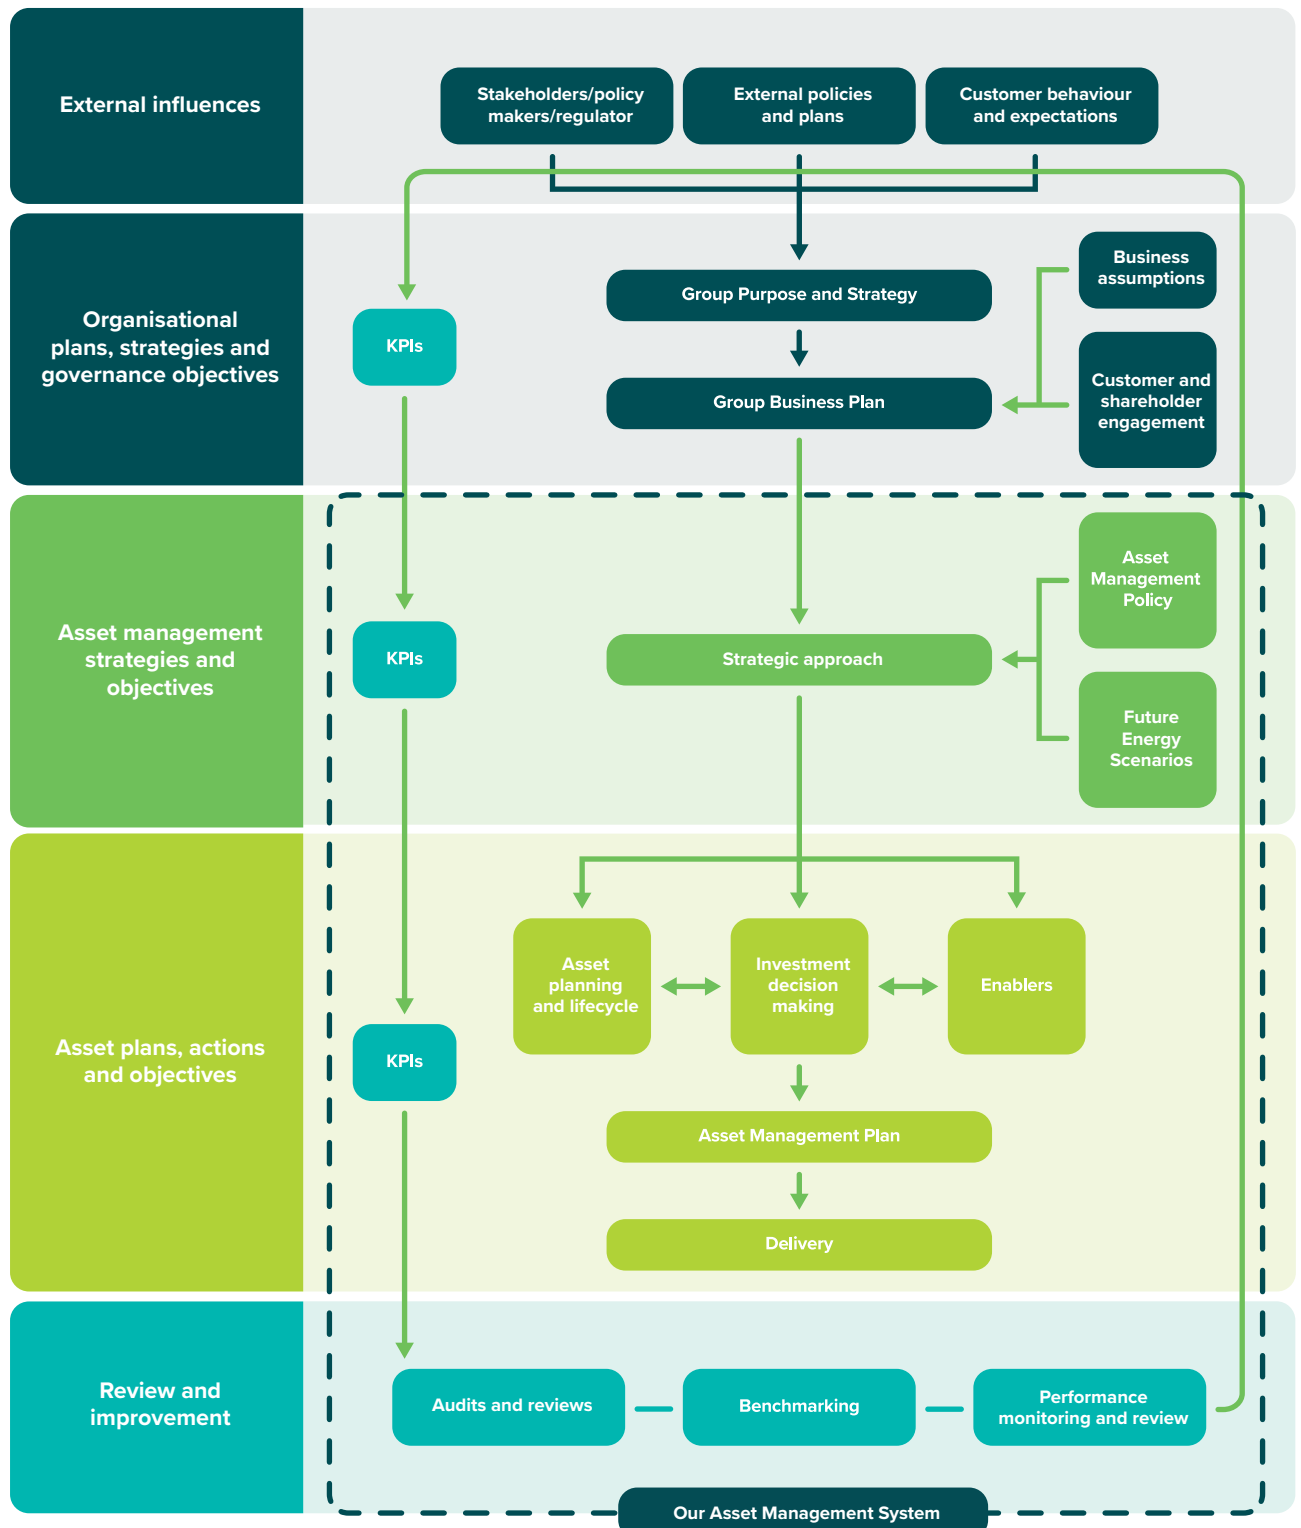 External influences
Stakeholders/policy
makers/regulator
External policies
and plans
Customer behaviour
and expectations
Organisational
plans, strategies and
governance objectives
KPIs
Group Purpose and Strategy
Group Business Plan
Business
assumptions
Customer and
shareholder
engagement
Asset management
strategies and
objectives
KPIs
Strategic approach
Asset
Management
Policy
Future
Energy
Scenarios
Asset plans, actions
and objectives
KPIs
Asset
planning
and lifecycle
Investment
decision
making
Enablers
Asset Management Plan
Delivery
Review and
improvement
Audits and reviews
Benchmarking
Performance
monitoring and review
Our Asset Management System